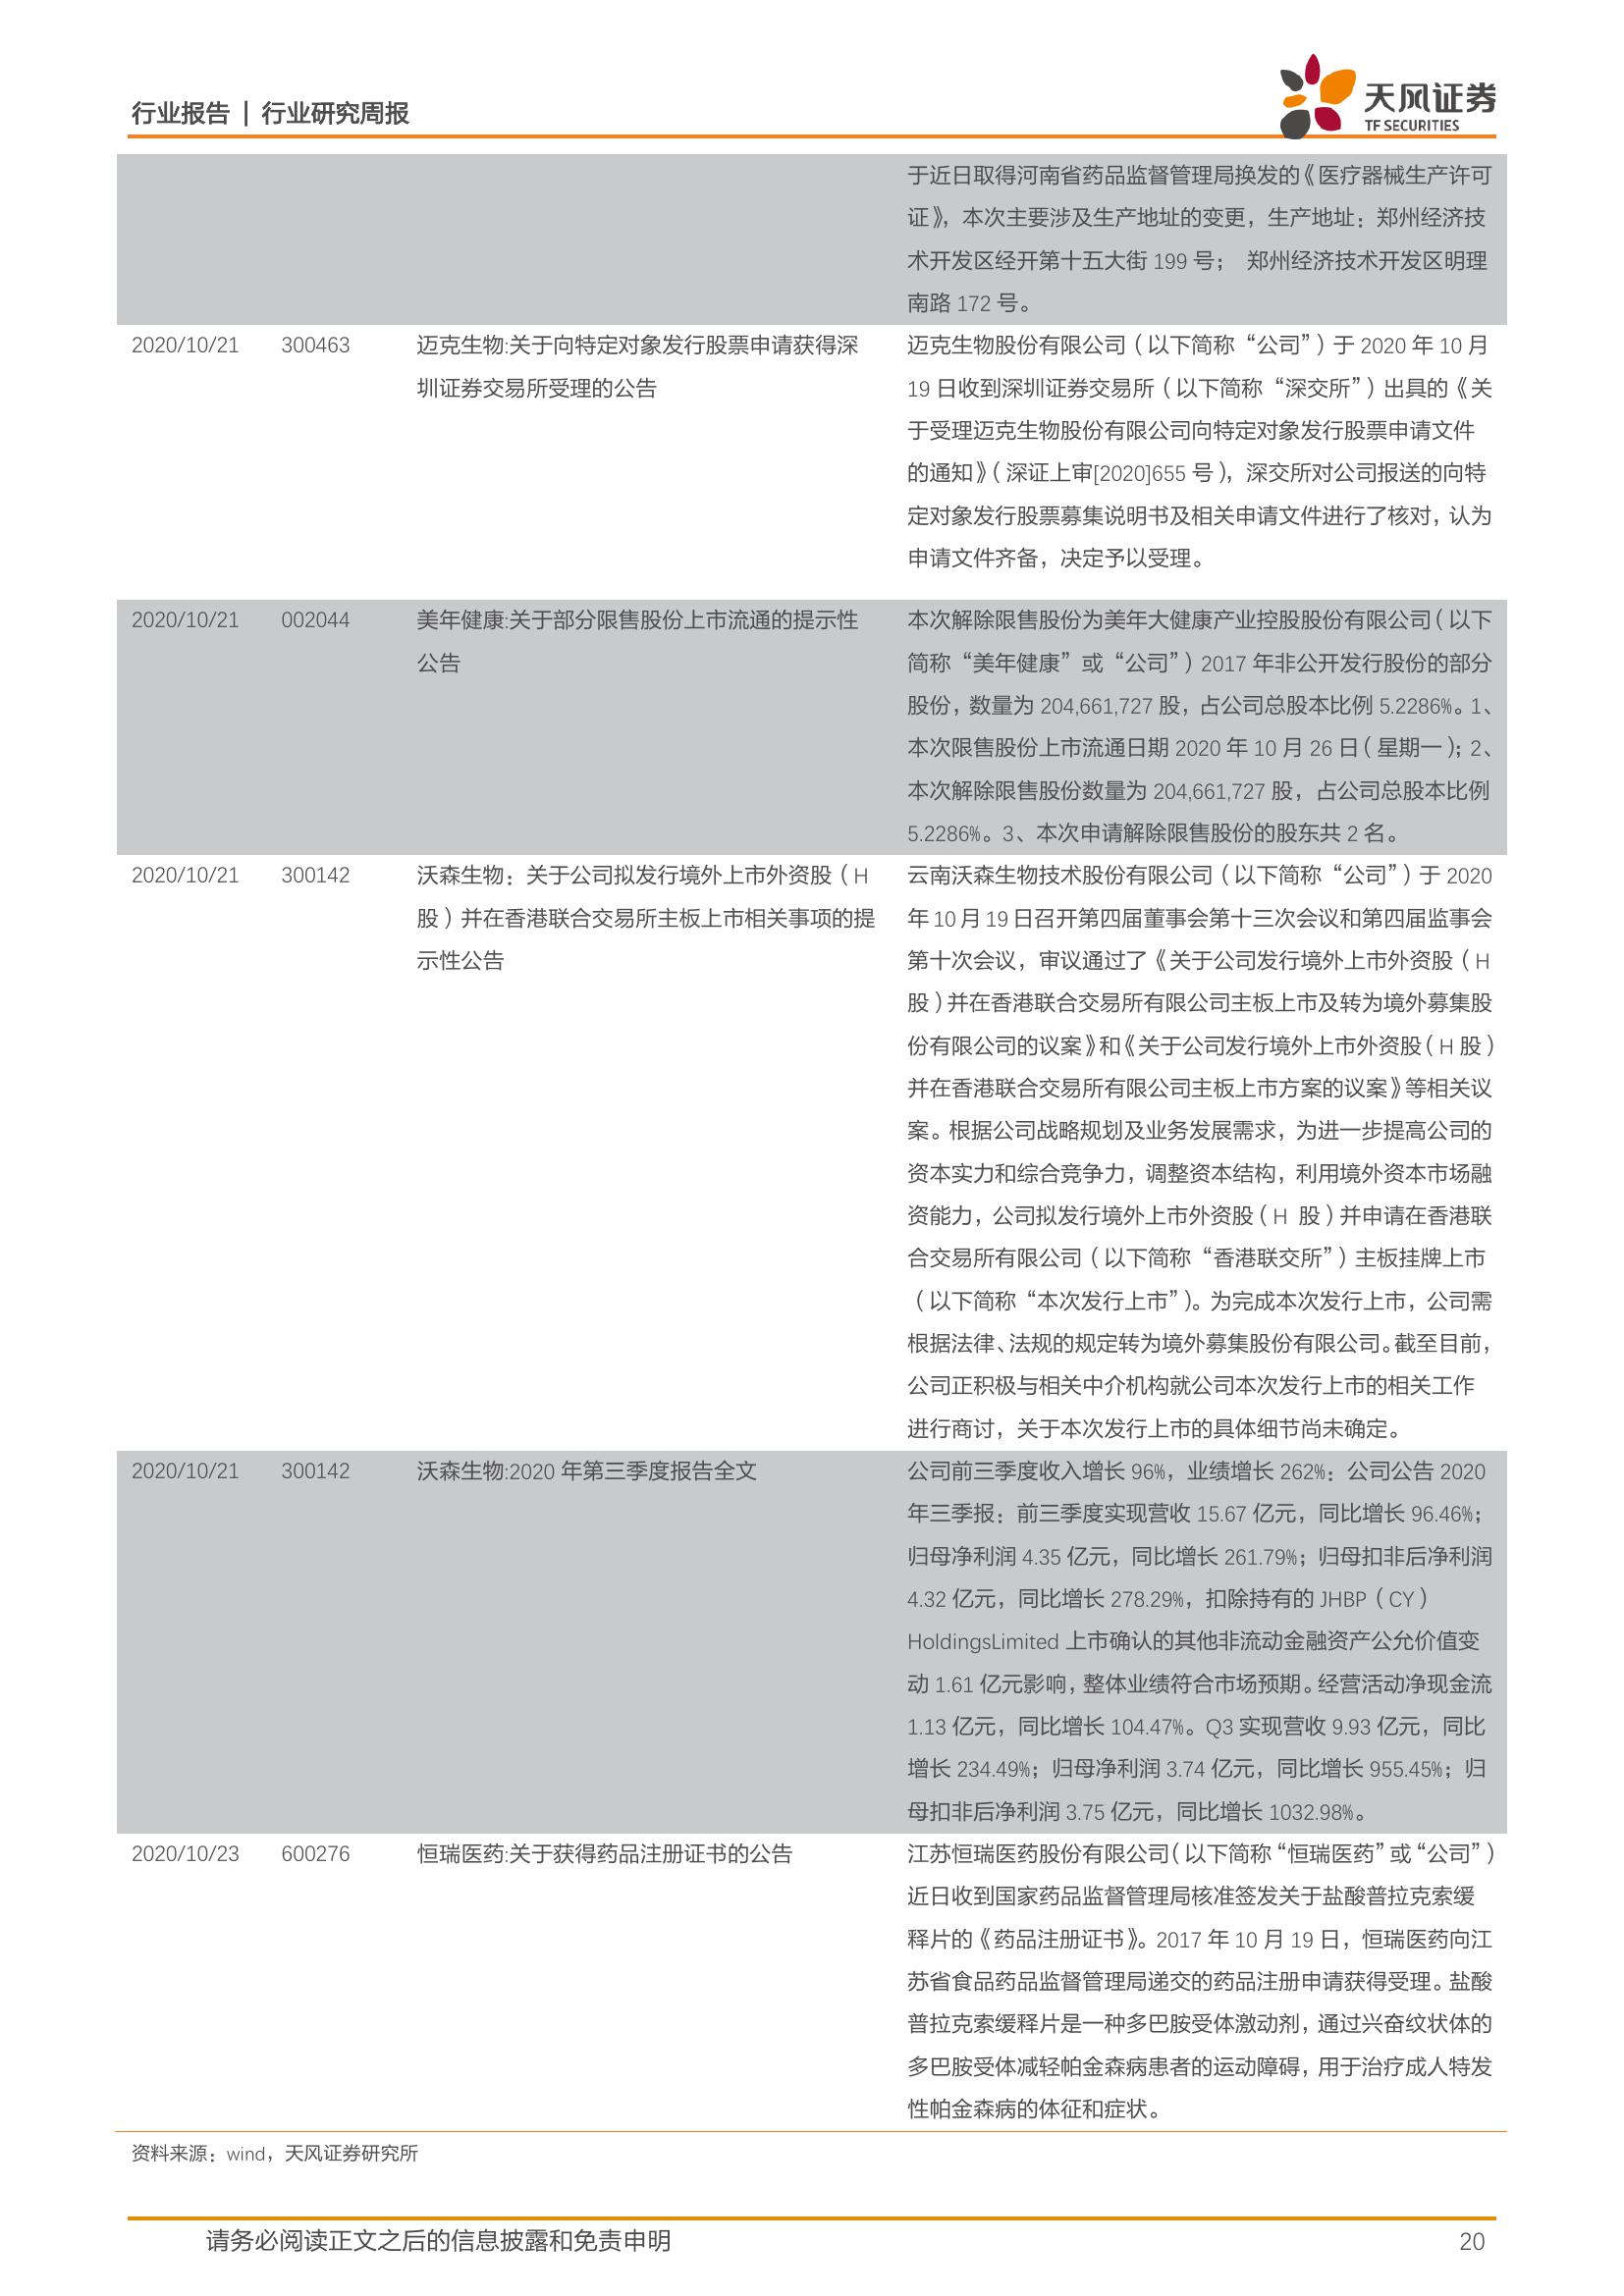 行业报告 | 行业研究周报
天风证券
TF SECURITIES
于近日取得河南省药品监督管理局换发的《医疗器械生产许可
证》，本次主要涉及生产地址的变更，生产地址：郑州经济技
术开发区经开第十五大街 199 号； 郑州经济技术开发区明理
南路 172 号。
2020/10/21 300463 迈克生物:关于向特定对象发行股票申请获得深
圳证券交易所受理的公告
迈克生物股份有限公司（以下简称“公司”）于 2020 年 10 月
19 日收到深圳证券交易所（以下简称“深交所”）出具的《关
于受理迈克生物股份有限公司向特定对象发行股票申请文件
的通知》（深证上审[2020]655 号），深交所对公司报送的向特
定对象发行股票募集说明书及相关申请文件进行了核对，认为
申请文件齐备，决定予以受理。
2020/10/21 002044 美年健康:关于部分限售股份上市流通的提示性
公告
本次解除限售股份为美年大健康产业控股股份有限公司（以下
简称“美年健康”或“公司”）2017 年非公开发行股份的部分
股份，数量为 204,661,727 股，占公司总股本比例 5.2286%。1、
本次限售股份上市流通日期 2020 年 10 月 26 日（星期一）；2、
本次解除限售股份数量为 204,661,727 股，占公司总股本比例
5.2286%。3、本次申请解除限售股份的股东共 2 名。
2020/10/21 300142 沃森生物：关于公司拟发行境外上市外资股（H
股）并在香港联合交易所主板上市相关事项的提
示性公告
云南沃森生物技术股份有限公司（以下简称“公司”）于 2020
年 10 月 19 日召开第四届董事会第十三次会议和第四届监事会
第十次会议，审议通过了《关于公司发行境外上市外资股（H
股）并在香港联合交易所有限公司主板上市及转为境外募集股
份有限公司的议案》和《关于公司发行境外上市外资股（H 股）
并在香港联合交易所有限公司主板上市方案的议案》等相关议
案。根据公司战略规划及业务发展需求，为进一步提高公司的
资本实力和综合竞争力，调整资本结构，利用境外资本市场融
资能力，公司拟发行境外上市外资股（H 股）并申请在香港联
合交易所有限公司（以下简称“香港联交所”）主板挂牌上市
（以下简称“本次发行上市”）。为完成本次发行上市，公司需
根据法律、法规的规定转为境外募集股份有限公司。截至目前，
公司正积极与相关中介机构就公司本次发行上市的相关工作
进行商讨，关于本次发行上市的具体细节尚未确定。
2020/10/21 300142 沃森生物:2020 年第三季度报告全文
公司前三季度收入增长 96%，业绩增长 262%：公司公告 2020
年三季报：前三季度实现营收 15.67 亿元，同比增长 96.46%；
归母净利润 4.35 亿元，同比增长 261.79%；归母扣非后净利润
4.32 亿元，同比增长 278.29%，扣除持有的 JHBP（CY）
HoldingsLimited 上市确认的其他非流动金融资产公允价值变
动 1.61 亿元影响，整体业绩符合市场预期。经营活动净现金流
1.13 亿元，同比增长 104.47%。Q3 实现营收 9.93 亿元，同比
增长 234.49%；归母净利润 3.74 亿元，同比增长 955.45%；归
母扣非后净利润 3.75 亿元，同比增长 1032.98%。
2020/10/23 600276 恒瑞医药:关于获得药品注册证书的公告
江苏恒瑞医药股份有限公司（以下简称“恒瑞医药”或“公司”）
近日收到国家药品监督管理局核准签发关于盐酸普拉克索缓
释片的《药品注册证书》。2017 年 10 月 19 日，恒瑞医药向江
苏省食品药品监督管理局递交的药品注册申请获得受理。盐酸
普拉克索缓释片是一种多巴胺受体激动剂，通过兴奋纹状体的
多巴胺受体减轻帕金森病患者的运动障碍，用于治疗成人特发
性帕金森病的体征和症状。
资料来源：wind，天风证券研究所
请务必阅读正文之后的信息披露和免责申明 20